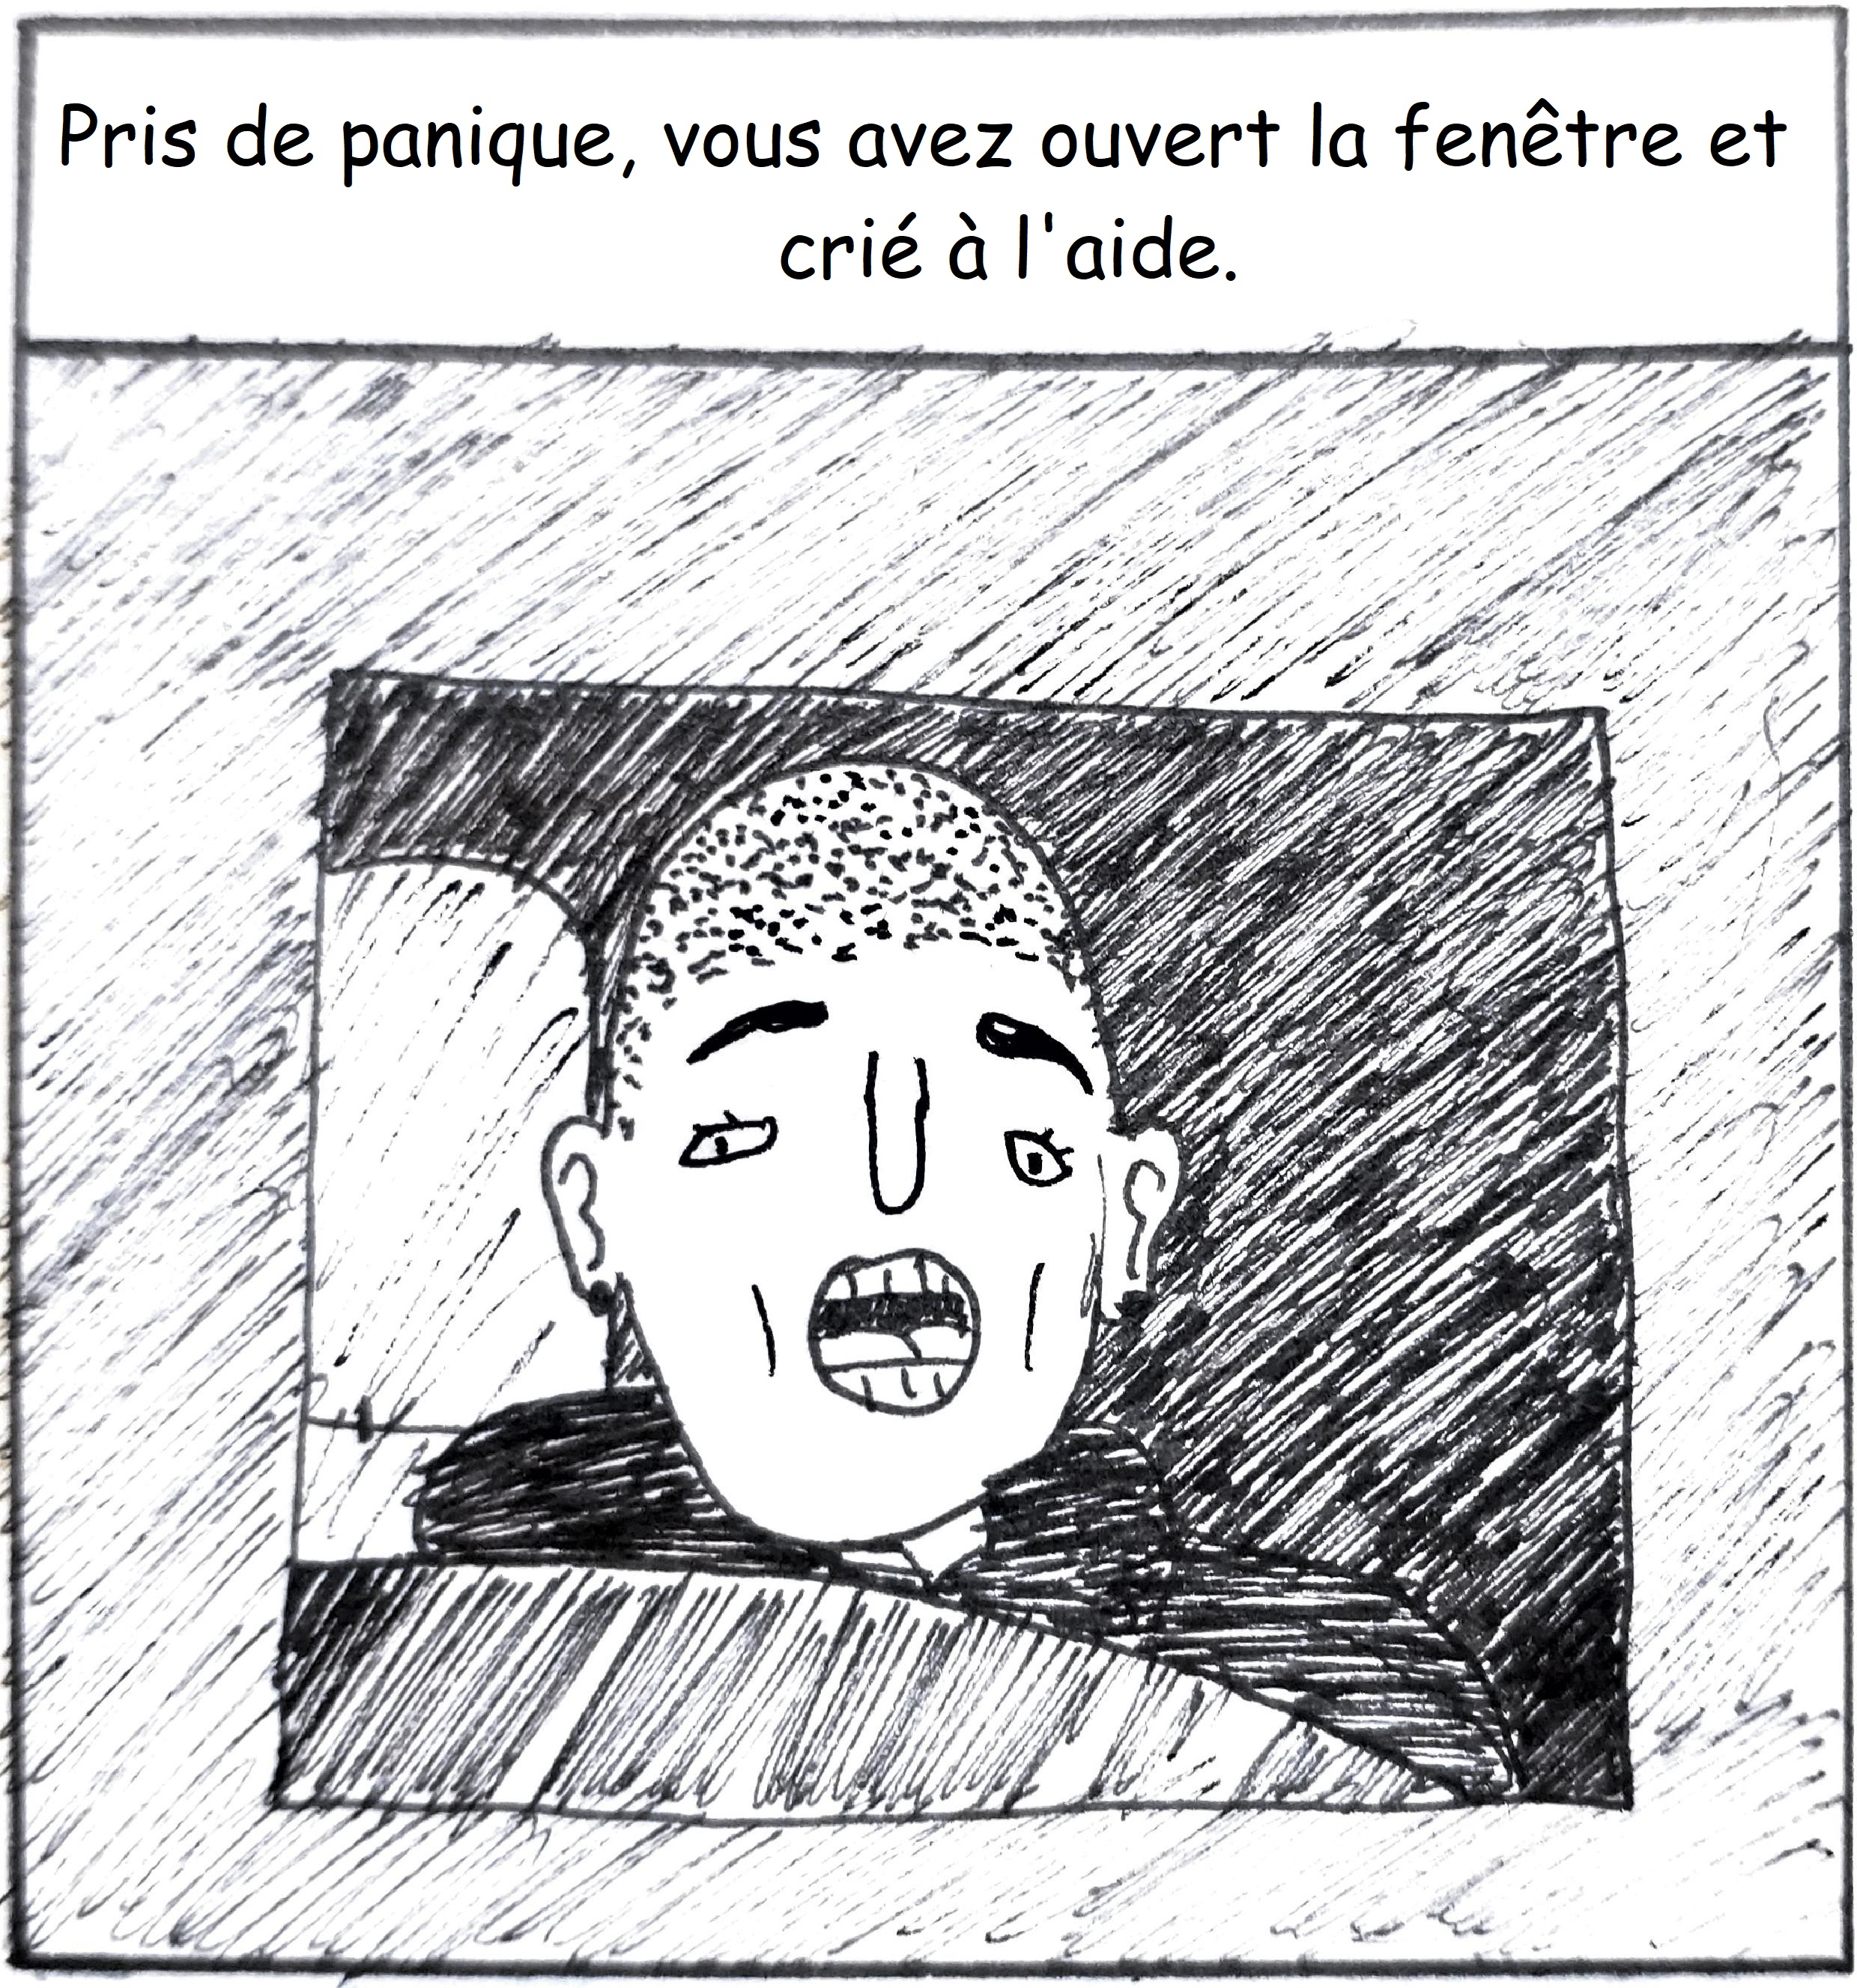 Pris de panique, vous avez ouvert la fenêtre et
crié à l'aide.